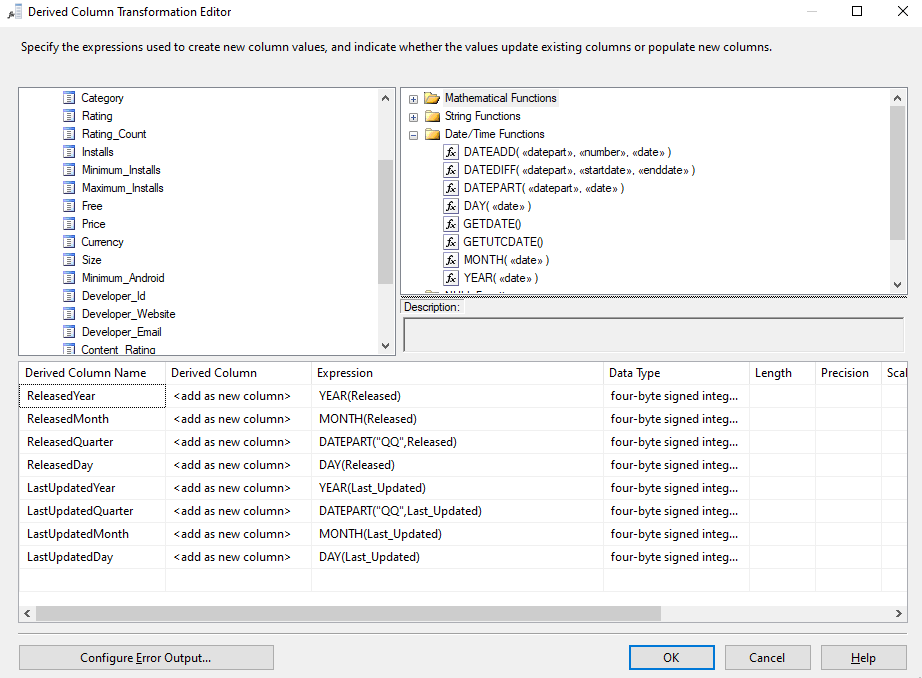 Derived Column Transformation Editor
Specify the expressions used to create new column values, and indicate whether the values update existing columns or populate new columns.
Category
Rating
Rating_Count
Installs
Minimum_Installs
Maximum_Installs
Free
Price
Currency
Size
Minimum_Android
Developer_Id
Developer_Website
Developer_Email
Content_Rating
Mathematical Functions
String Functions
Date/Time Functions
DATEADD( «datepart», «number», «date» )
DATEDIFF( «datepart», «startdate», «enddate» )
DATEPART( «datepart», «date» )
DAY( «date» )
GETDATE()
GETUTCDATE()
MONTH( «date» )
YEAR( «date» )
Description:
Derived Column Name Derived Column Expression Data Type Length Precision Scal
ReleasedYear <add as new column> YEAR(Released) four-byte signed integ...
ReleasedMonth <add as new column> MONTH(Released) four-byte signed integ...
ReleasedQuarter <add as new column> DATEPART("QQ",Released) four-byte signed integ...
ReleasedDay <add as new column> DAY(Released) four-byte signed integ...
LastUpdatedYear <add as new column> YEAR(Last_Updated) four-byte signed integ...
LastUpdatedQuarter <add as new column> DATEPART("QQ",Last_Updated) four-byte signed integ...
LastUpdatedMonth <add as new column> MONTH(Last_Updated) four-byte signed integ...
LastUpdatedDay <add as new column> DAY(Last_Updated) four-byte signed integ...
Configure Error Output... OK Cancel Help